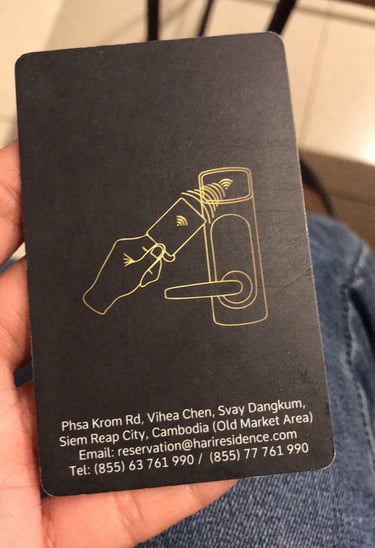 Phsa Krom Rd, Vihea Chen, Svay Dangkum,
Siem Reap City, Cambodia (Old Market Area)
Email: reservation@hariresidence.com
Tel: (855) 63 761 990 / (855) 77 761 990